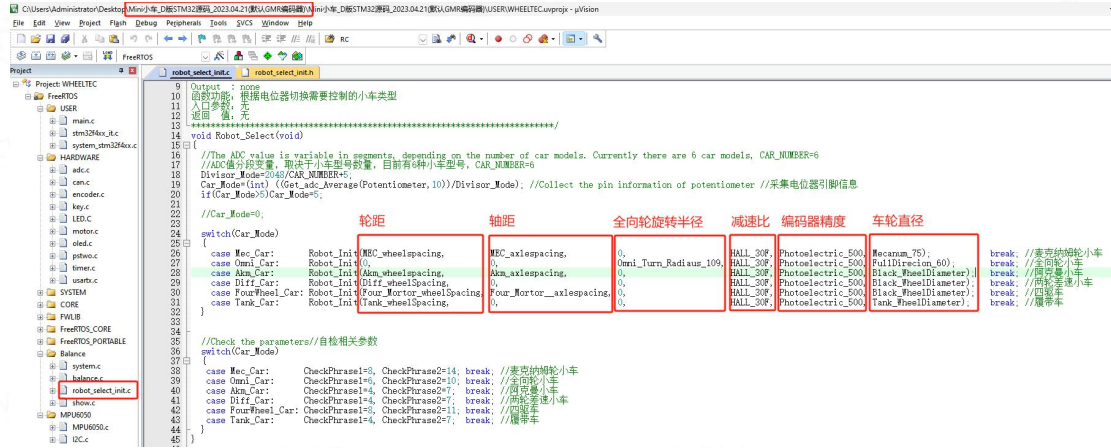 C:\Users\Administrator\Desktop\Mini小车_D版STM32源码_2023.04.21(默认GMR编码器)\Mini小车_D版STM32源码_2023.04.21(默认GMR编码器)\USER\WHEELTEC.uvprojx - µVision
File Edit View Project Flash Debug Peripherals Tools SVCS Window Help
RC
FreeRTOS
Project
robot_select_init.c
robot_select_init.h
Project: WHEELTEC
FreeRTOS
USER
main.c
stm32f4xx_it.c
system_stm32f4xx.c
HARDWARE
adc.c
can.c
encoder.c
key.c
LED.C
motor.c
oled.c
pstwo.c
timer.c
usartx.c
SYSTEM
CORE
FWLIB
FreeRTOS_CORE
FreeRTOS_PORTABLE
Balance
system.c
balance.c
robot_select_init.c
show.c
MPU6050
MPU6050.c
I2C.c
9 Output : none
10 函数功能：根据电位器切换需要控制的小车类型
11 入口参数：无
12 返回 值：无
13 **************************************************************************/
14 void Robot_Select(void)
15 {
16 //The ADC value is variable in segments, depending on the number of car models. Currently there are 6 car models, CAR_NUMBER=6
17 //ADC值分段变量，取决于小车型号数量，目前有6种小车型号，CAR_NUMBER=6
18 Divisor_Mode=2048/CAR_NUMBER+5;
19 Car_Mode=(int) ((Get_adc_Average(Potentiometer,10))/Divisor_Mode); //Collect the pin information of potentiometer //采集电位器引脚信息
20 if(Car_Mode>5)Car_Mode=5;
21
22 //Car_Mode=0;
23
轮距 轴距 全向轮旋转半径 减速比 编码器精度 车轮直径
24 switch(Car_Mode)
25 {
26 case Mec_Car: Robot_Init(MEC_wheelspacing, MEC_axlespacing, 0, HALL_30F, Photoelectric_500, Mecanum_75); break; //麦克纳姆轮小车
27 case Omni_Car: Robot_Init(0, 0, Omni_Turn_Radiaus_109, HALL_30F, Photoelectric_500, FullDirecion_60); break; //全向轮小车
28 case Akm_Car: Robot_Init(Akm_wheelspacing, Akm_axlespacing, 0, HALL_30F, Photoelectric_500, Black_WheelDiameter); break; //阿克曼小车
29 case Diff_Car: Robot_Init(Diff_wheelSpacing, 0, 0, HALL_30F, Photoelectric_500, Black_WheelDiameter); break; //两轮差速小车
30 case FourWheel_Car: Robot_Init(Four_Mortor_wheelSpacing, Four_Mortor__axlespacing, 0, HALL_30F, Photoelectric_500, Black_WheelDiameter); break; //四驱车
31 case Tank_Car: Robot_Init(Tank_wheelSpacing, 0, 0, HALL_30F, Photoelectric_500, Tank_WheelDiameter); break; //履带车
32 }
33
34
35 //Check the parameters//自检相关参数
36 switch(Car_Mode)
37 {
38 case Mec_Car: CheckPhrase1=8, CheckPhrase2=14; break; //麦克纳姆轮小车
39 case Omni_Car: CheckPhrase1=6, CheckPhrase2=10; break; //全向轮小车
40 case Akm_Car: CheckPhrase1=4, CheckPhrase2=7; break; //阿克曼小车
41 case Diff_Car: CheckPhrase1=4, CheckPhrase2=7; break; //两轮差速小车
42 case FourWheel_Car: CheckPhrase1=8, CheckPhrase2=11; break; //四驱车
43 case Tank_Car: CheckPhrase1=4, CheckPhrase2=7; break; //履带车
44 }
45 }